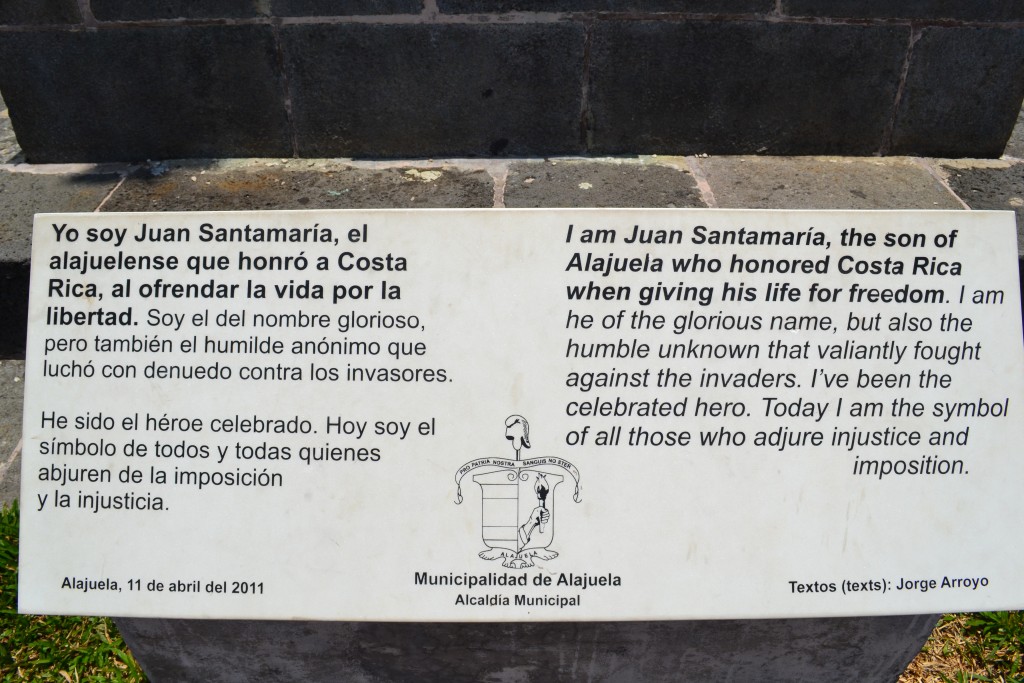 Yo soy Juan Santamaría, el
alajuelense que honró a Costa
Rica, al ofrendar la vida por la
libertad. Soy el del nombre glorioso,
pero también el humilde anónimo que
luchó con denuedo contra los invasores.
He sido el héroe celebrado. Hoy soy el
símbolo de todos y todas quienes
abjuren de la imposición
y la injusticia.
Alajuela, 11 de abril del 2011
I am Juan Santamaría, the son of
Alajuela who honored Costa Rica
when giving his life for freedom. I am
he of the glorious name, but also the
humble unknown that valiantly fought
against the invaders. I've been the
celebrated hero. Today I am the symbol
of all those who adjure injustice and
imposition.
PRO PATRIA NOSTRA SANGUIS NOSTER
ALAJUELA
Municipalidad de Alajuela
Alcaldía Municipal
Textos (texts): Jorge Arroyo